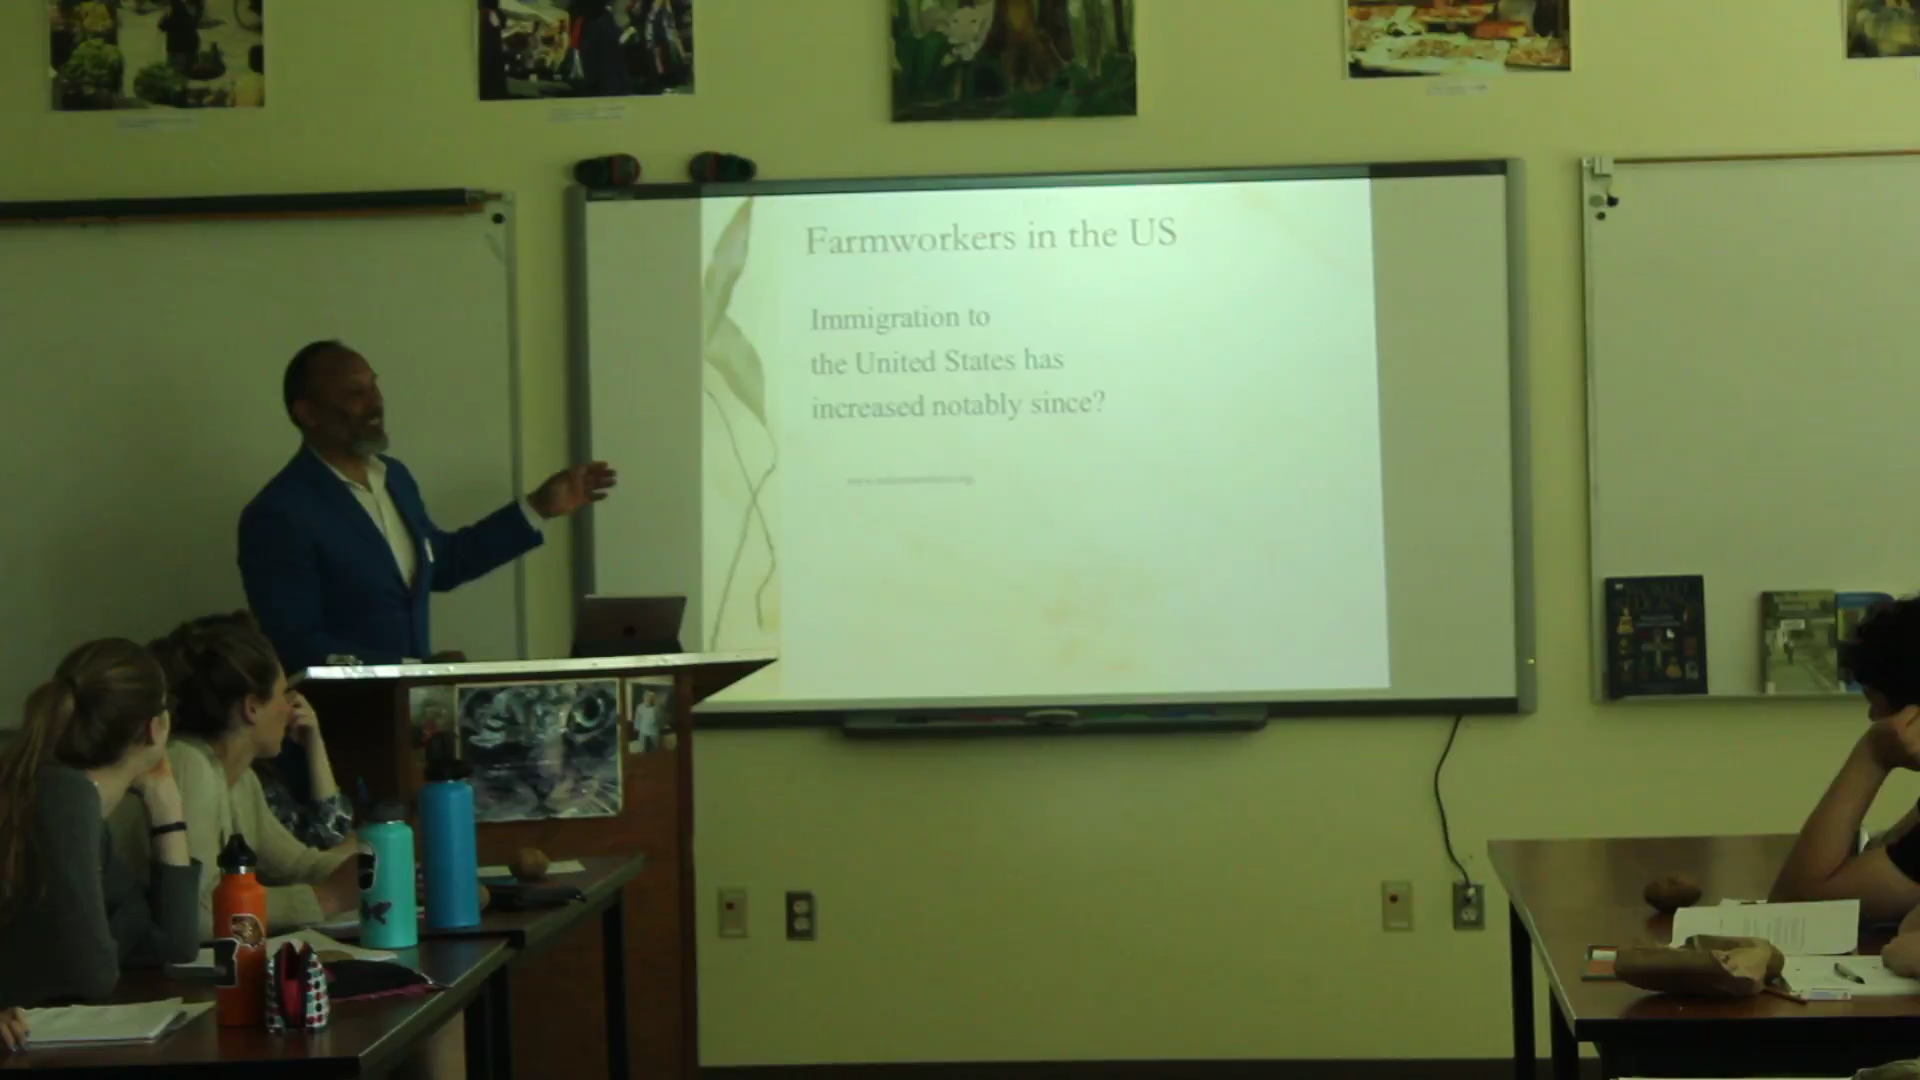 Farmworkers in the US
Immigration to
the United States has
increased notably since?